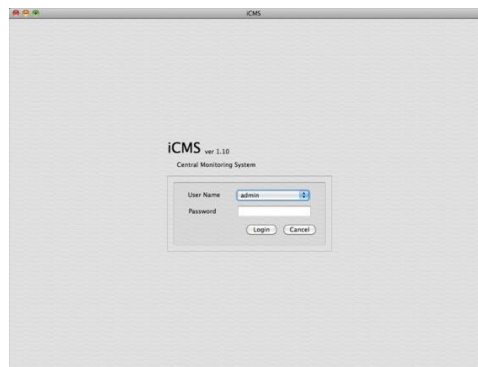 iCMS
iCMS ver 1.10
Central Monitoring System
User Name admin
Password
Login Cancel